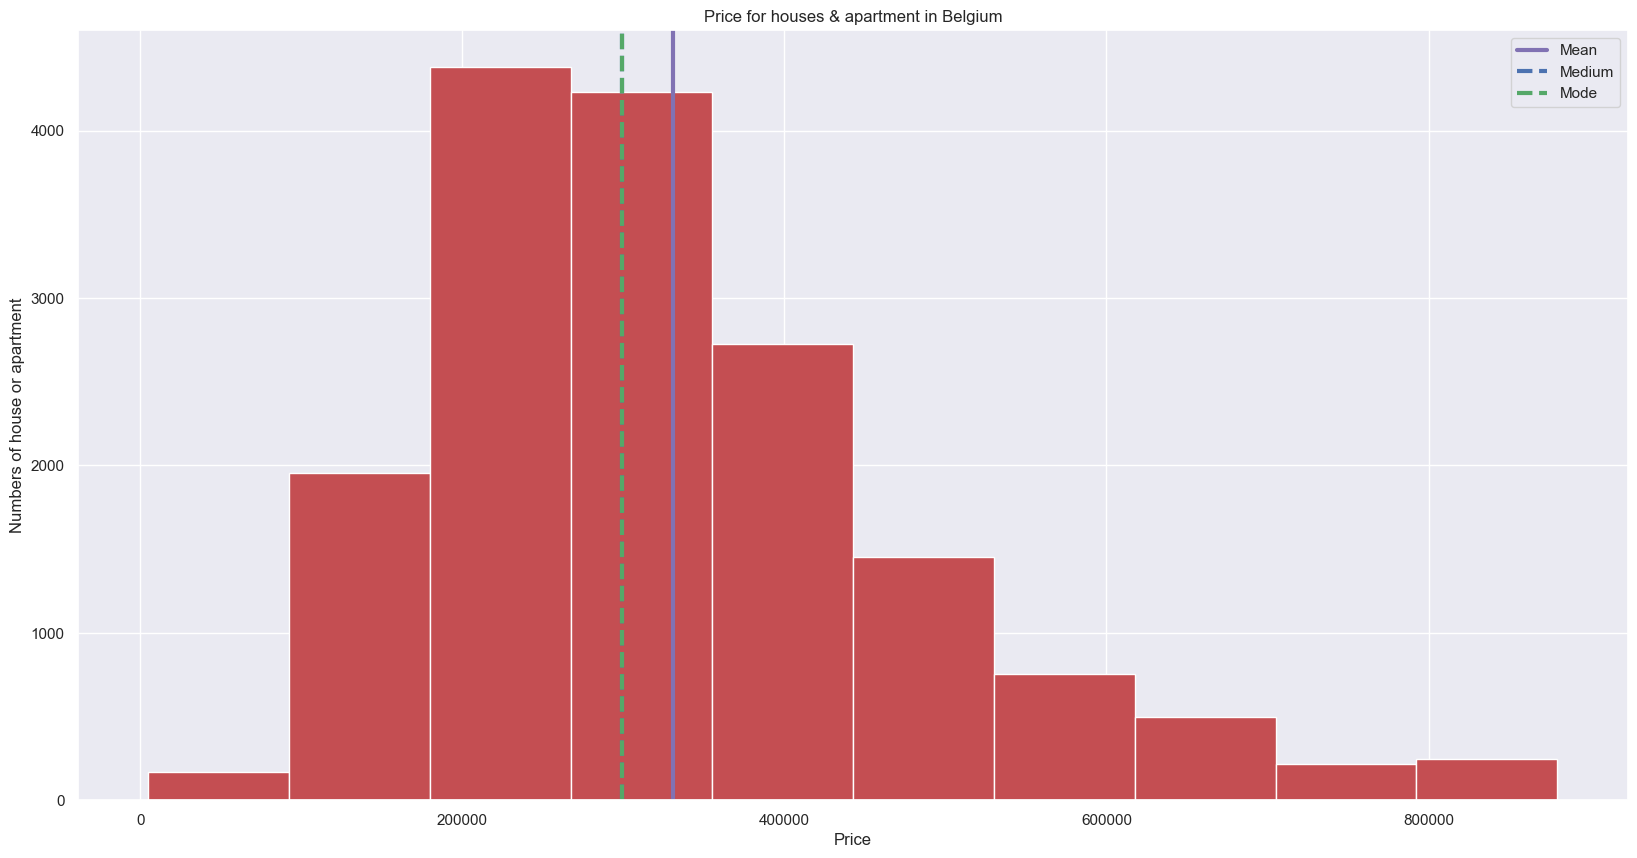 Price for houses & apartment in Belgium
Mean
Medium
Mode
Numbers of house or apartment
4000
3000
2000
1000
0
0
200000
400000
600000
800000
Price